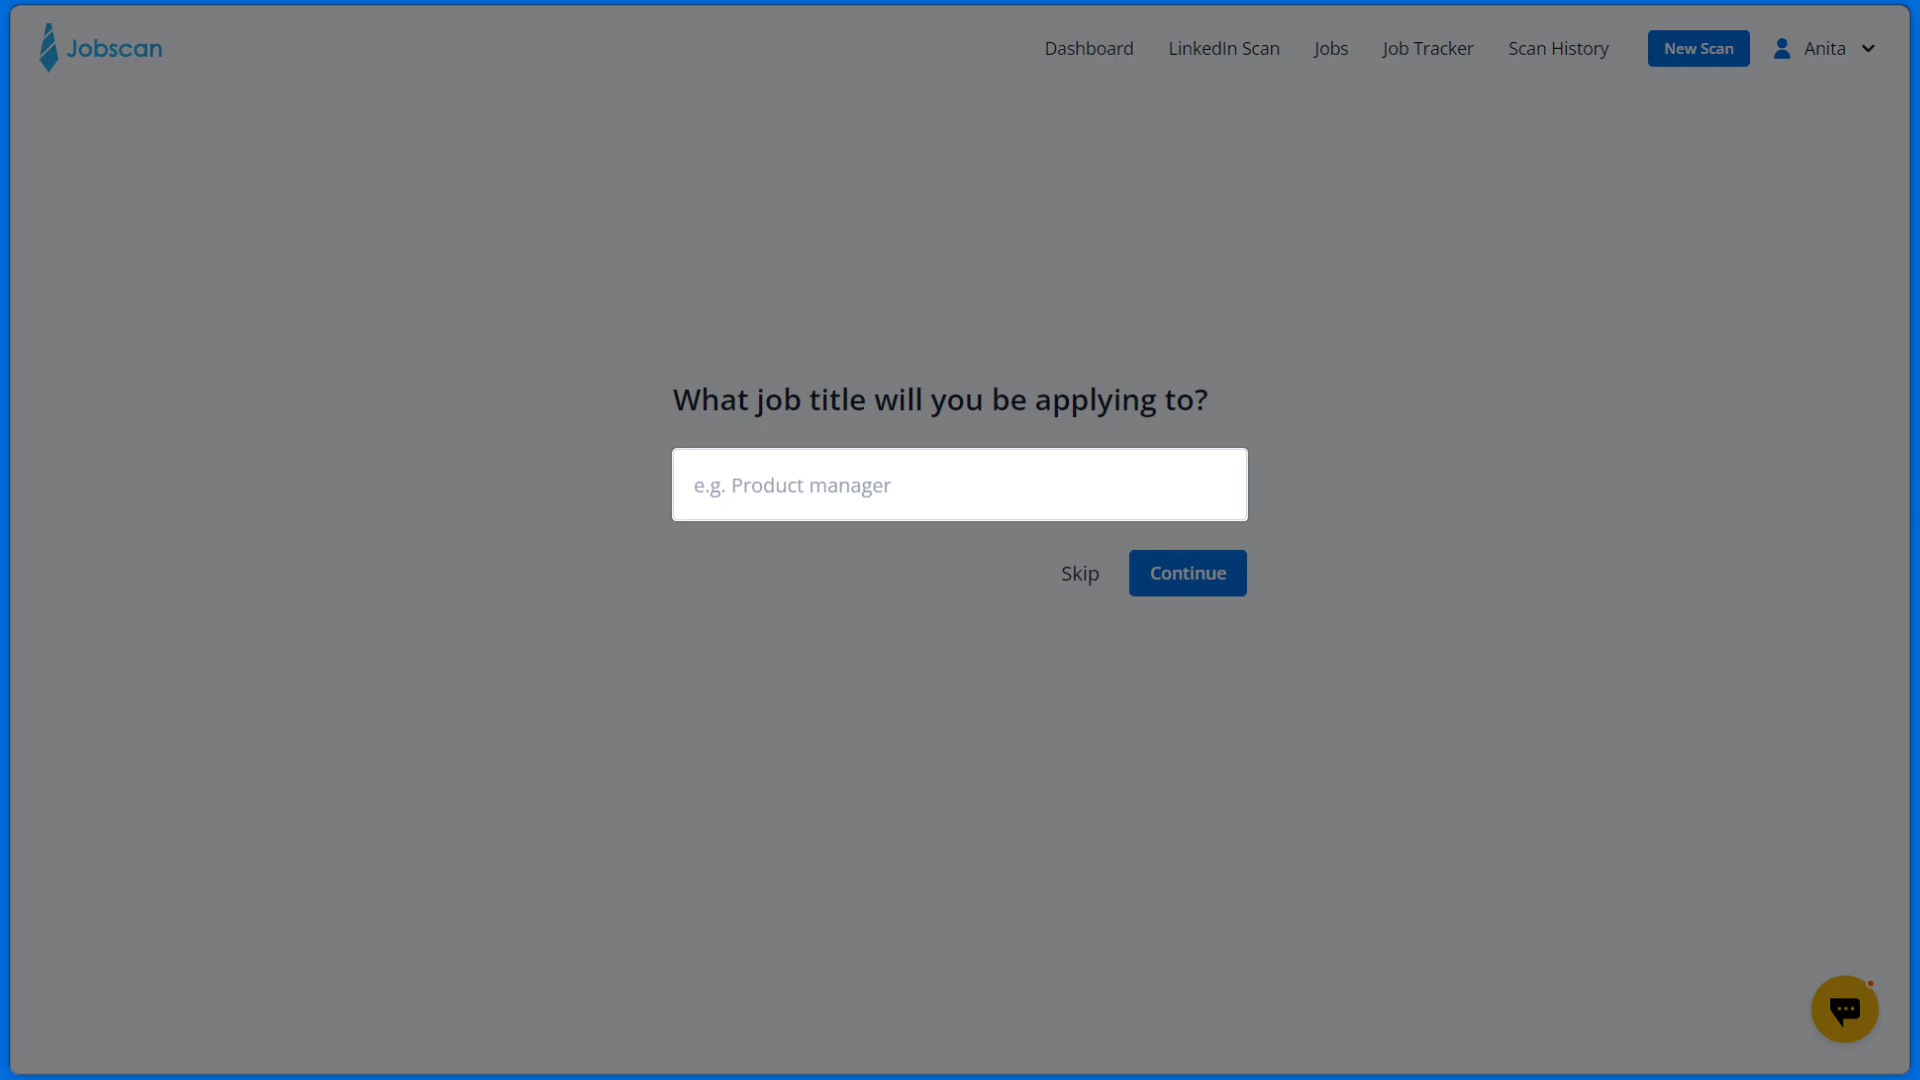 Jobscan
Dashboard
LinkedIn Scan
Jobs
Job Tracker
Scan History
New Scan
Anita
What job title will you be applying to?
e.g. Product manager
Skip
Continue